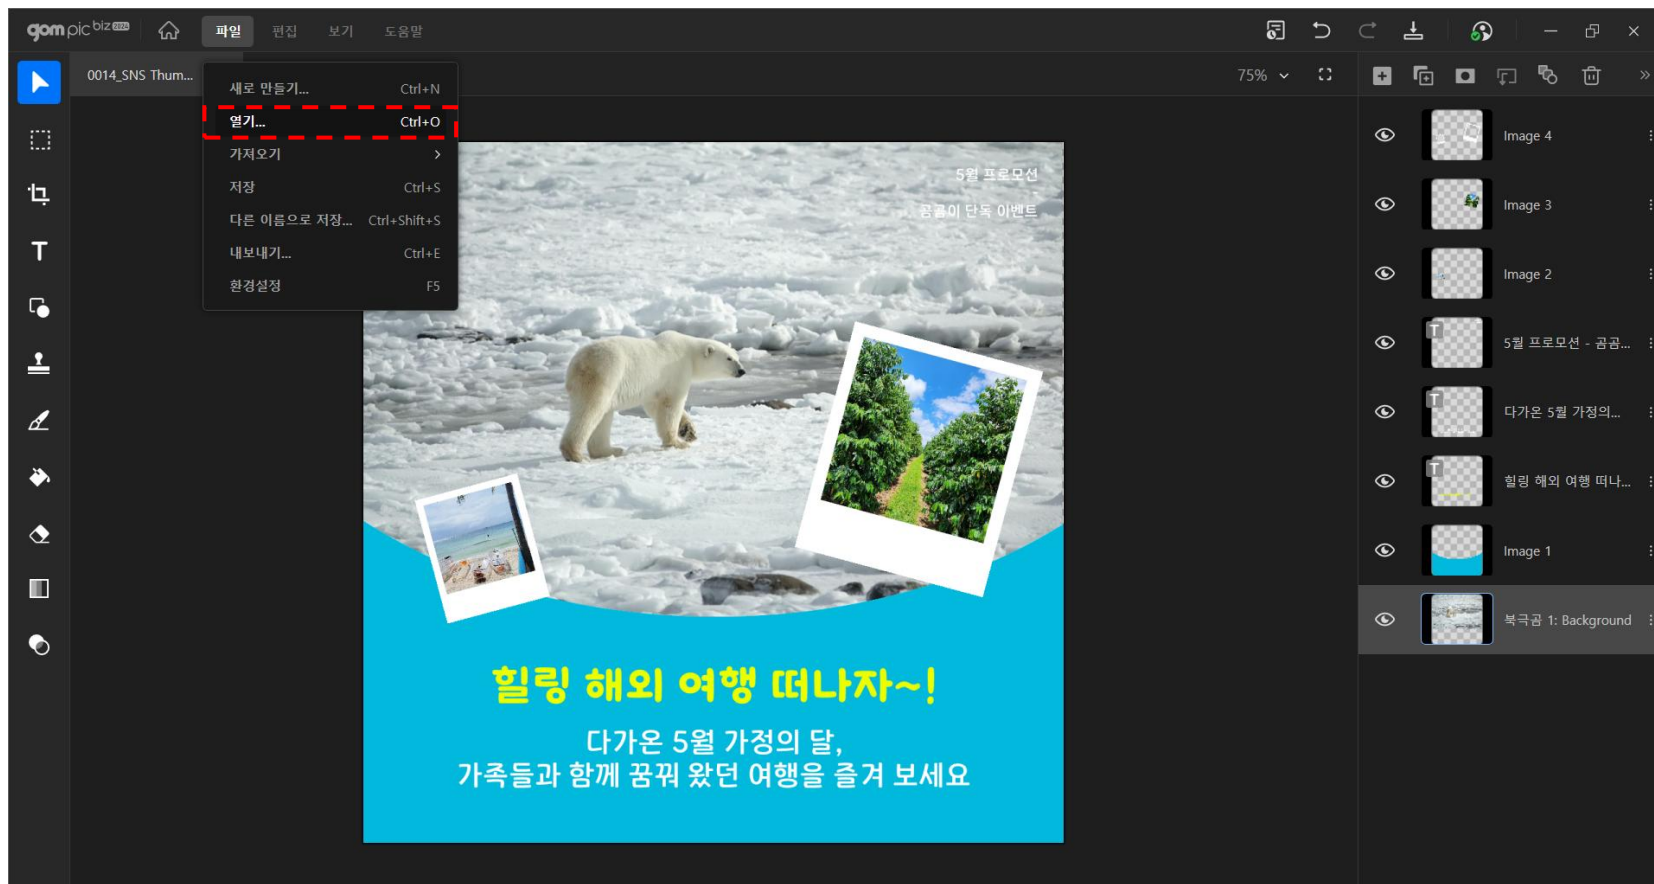 gom pic biz 2024
파일 편집 보기 도움말
75%
0014_SNS Thum...
새로 만들기... Ctrl+N
열기... Ctrl+O
가져오기
저장 Ctrl+S
다른 이름으로 저장... Ctrl+Shift+S
내보내기... Ctrl+E
환경설정 F5
5월 프로모션
-
곰곰이 단독 이벤트
힐링 해외 여행 떠나자~!
다가온 5월 가정의 달,
가족들과 함께 꿈꿔 왔던 여행을 즐겨 보세요
Image 4
Image 3
Image 2
T
5월 프로모션 - 곰곰...
T
다가온 5월 가정의...
T
힐링 해외 여행 떠나...
Image 1
북극곰 1: Background